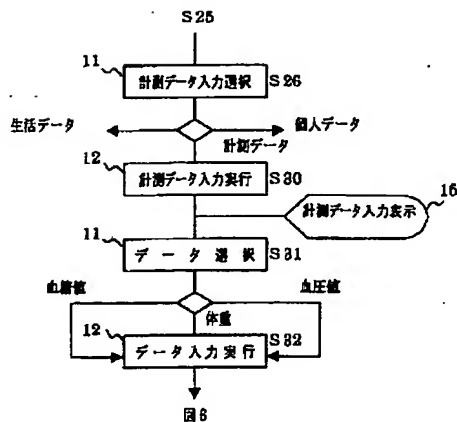 S25
11
計測データ入力選択 S26
生活データ 個人データ
計測データ
12
計測データ入力実行 S30
計測データ入力表示 16
11
データ選択 S31
血糖値 血圧値
体重
12
データ入力実行 S32
図6